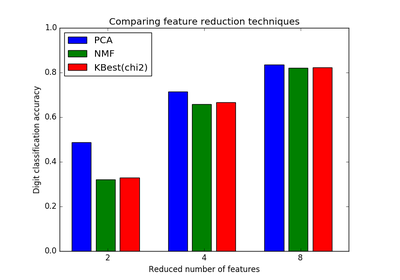 Comparing feature reduction techniques
PCA
NMF
KBest(chi2)
1.0
0.8
0.6
0.4
0.2
0.0
Digit classification accuracy
2 4 8
Reduced number of features